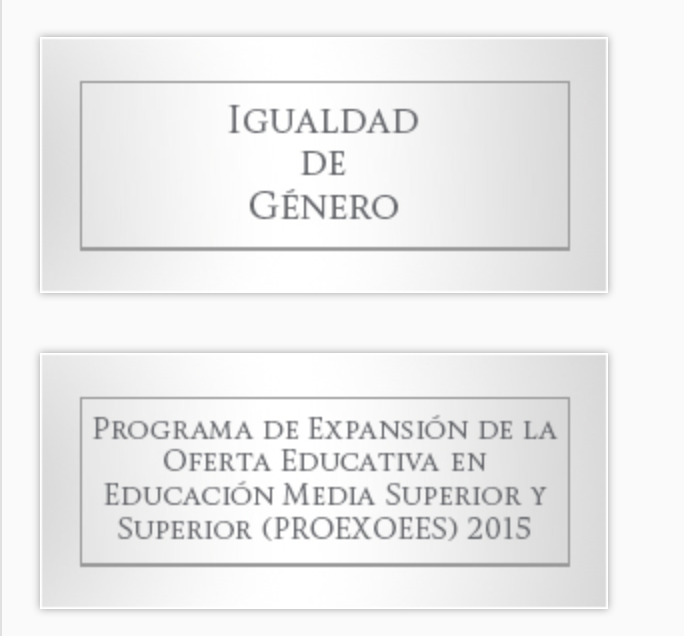 Igualdad
de
Género
Programa de Expansión de la
Oferta Educativa en
Educación Media Superior y
Superior (PROEXOEES) 2015